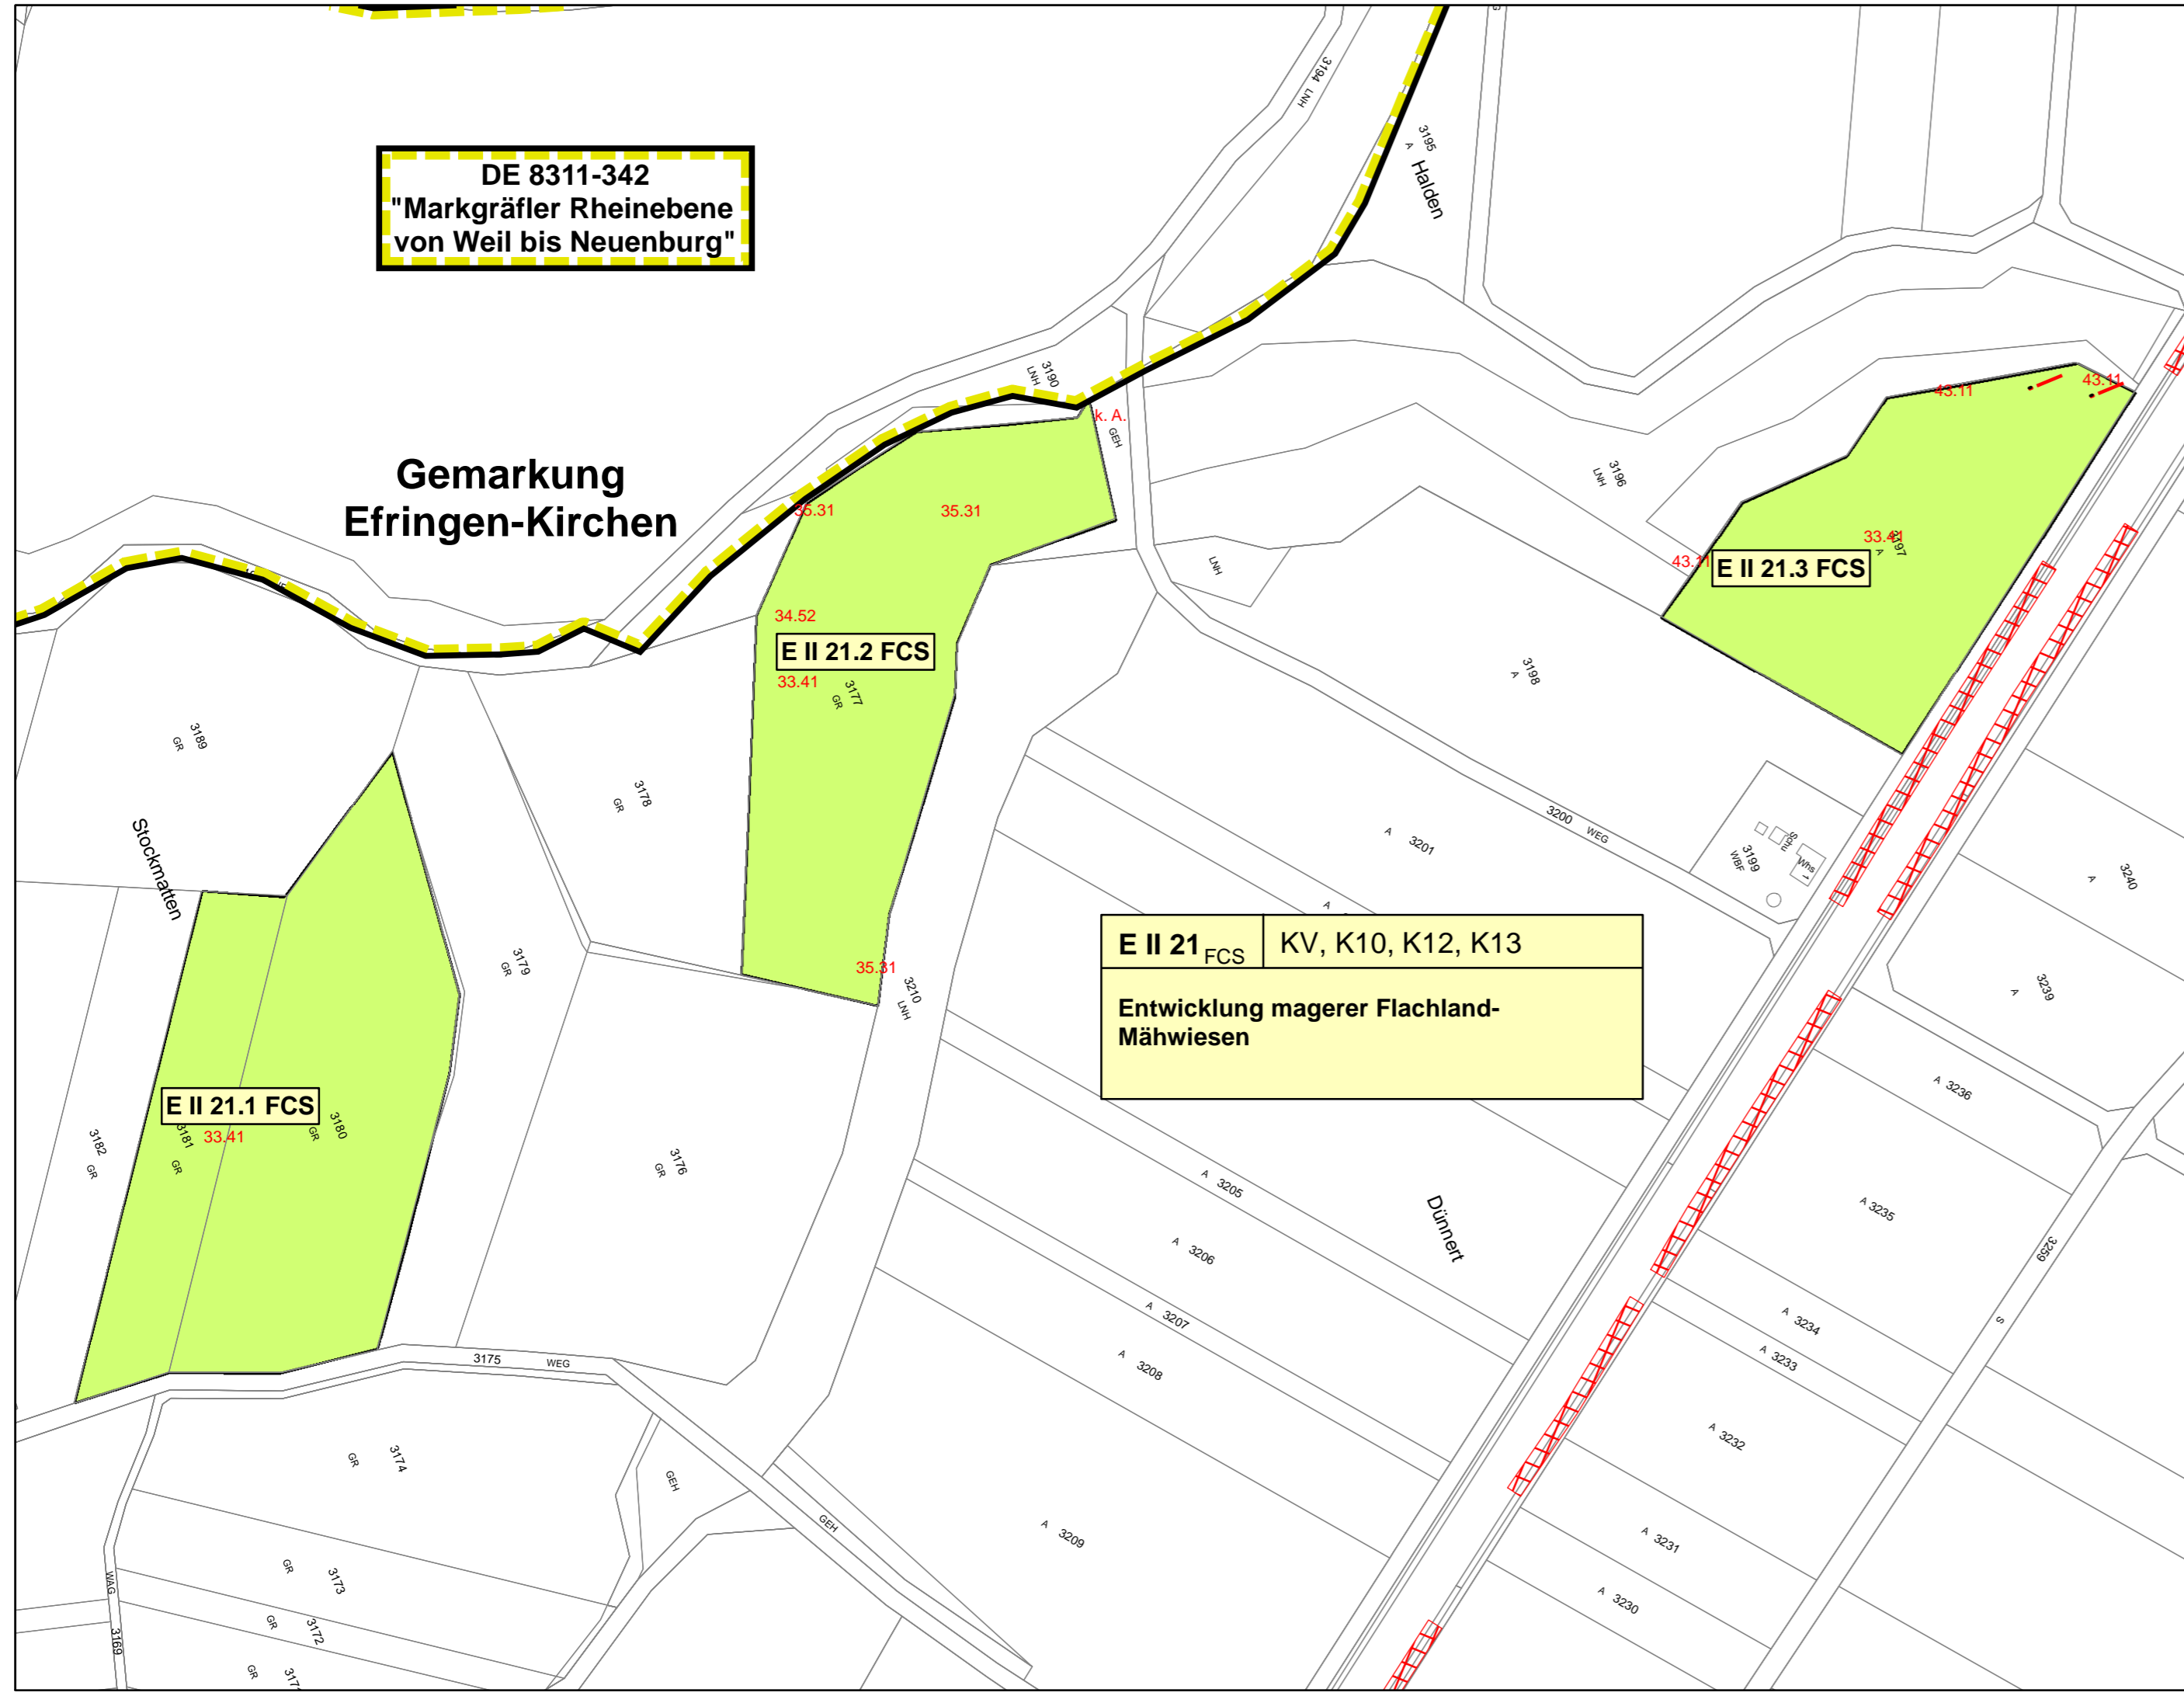 3194 LNH
3195
A
Halden
DE 8311-342
"Markgräfler Rheinebene
von Weil bis Neuenburg"
3190
LNH
k. A.
GEH
43.11
43.11
Gemarkung
Efringen-Kirchen
35.31
35.31
3196
LNH
33.41
3197
A
43.11
E II 21.3 FCS
LNH
34.52
E II 21.2 FCS
33.41
3177
GR
3198
A
3189
GR
3178
GR
Stockmatten
3200 WEG
A 3201
Schu
Whs
1
3199
WBF
3240
A
A
E II 21 FCS
KV, K10, K12, K13
Entwicklung magerer Flachland-
Mähwiesen
3179
GR
35.31
3210
LNH
3239
A
E II 21.1 FCS
33.41
3181
GR
3180
GR
3182
GR
3176
GR
A 3236
A 3205
Dünnert
A 3235
A 3206
3259
S
A 3207
A 3234
A 3233
3175 WEG
A 3208
A 3232
3174
GR
GEH
GEH
A 3209
A 3231
3173
GR
WAG
3169
A 3230
3172
GR
GR